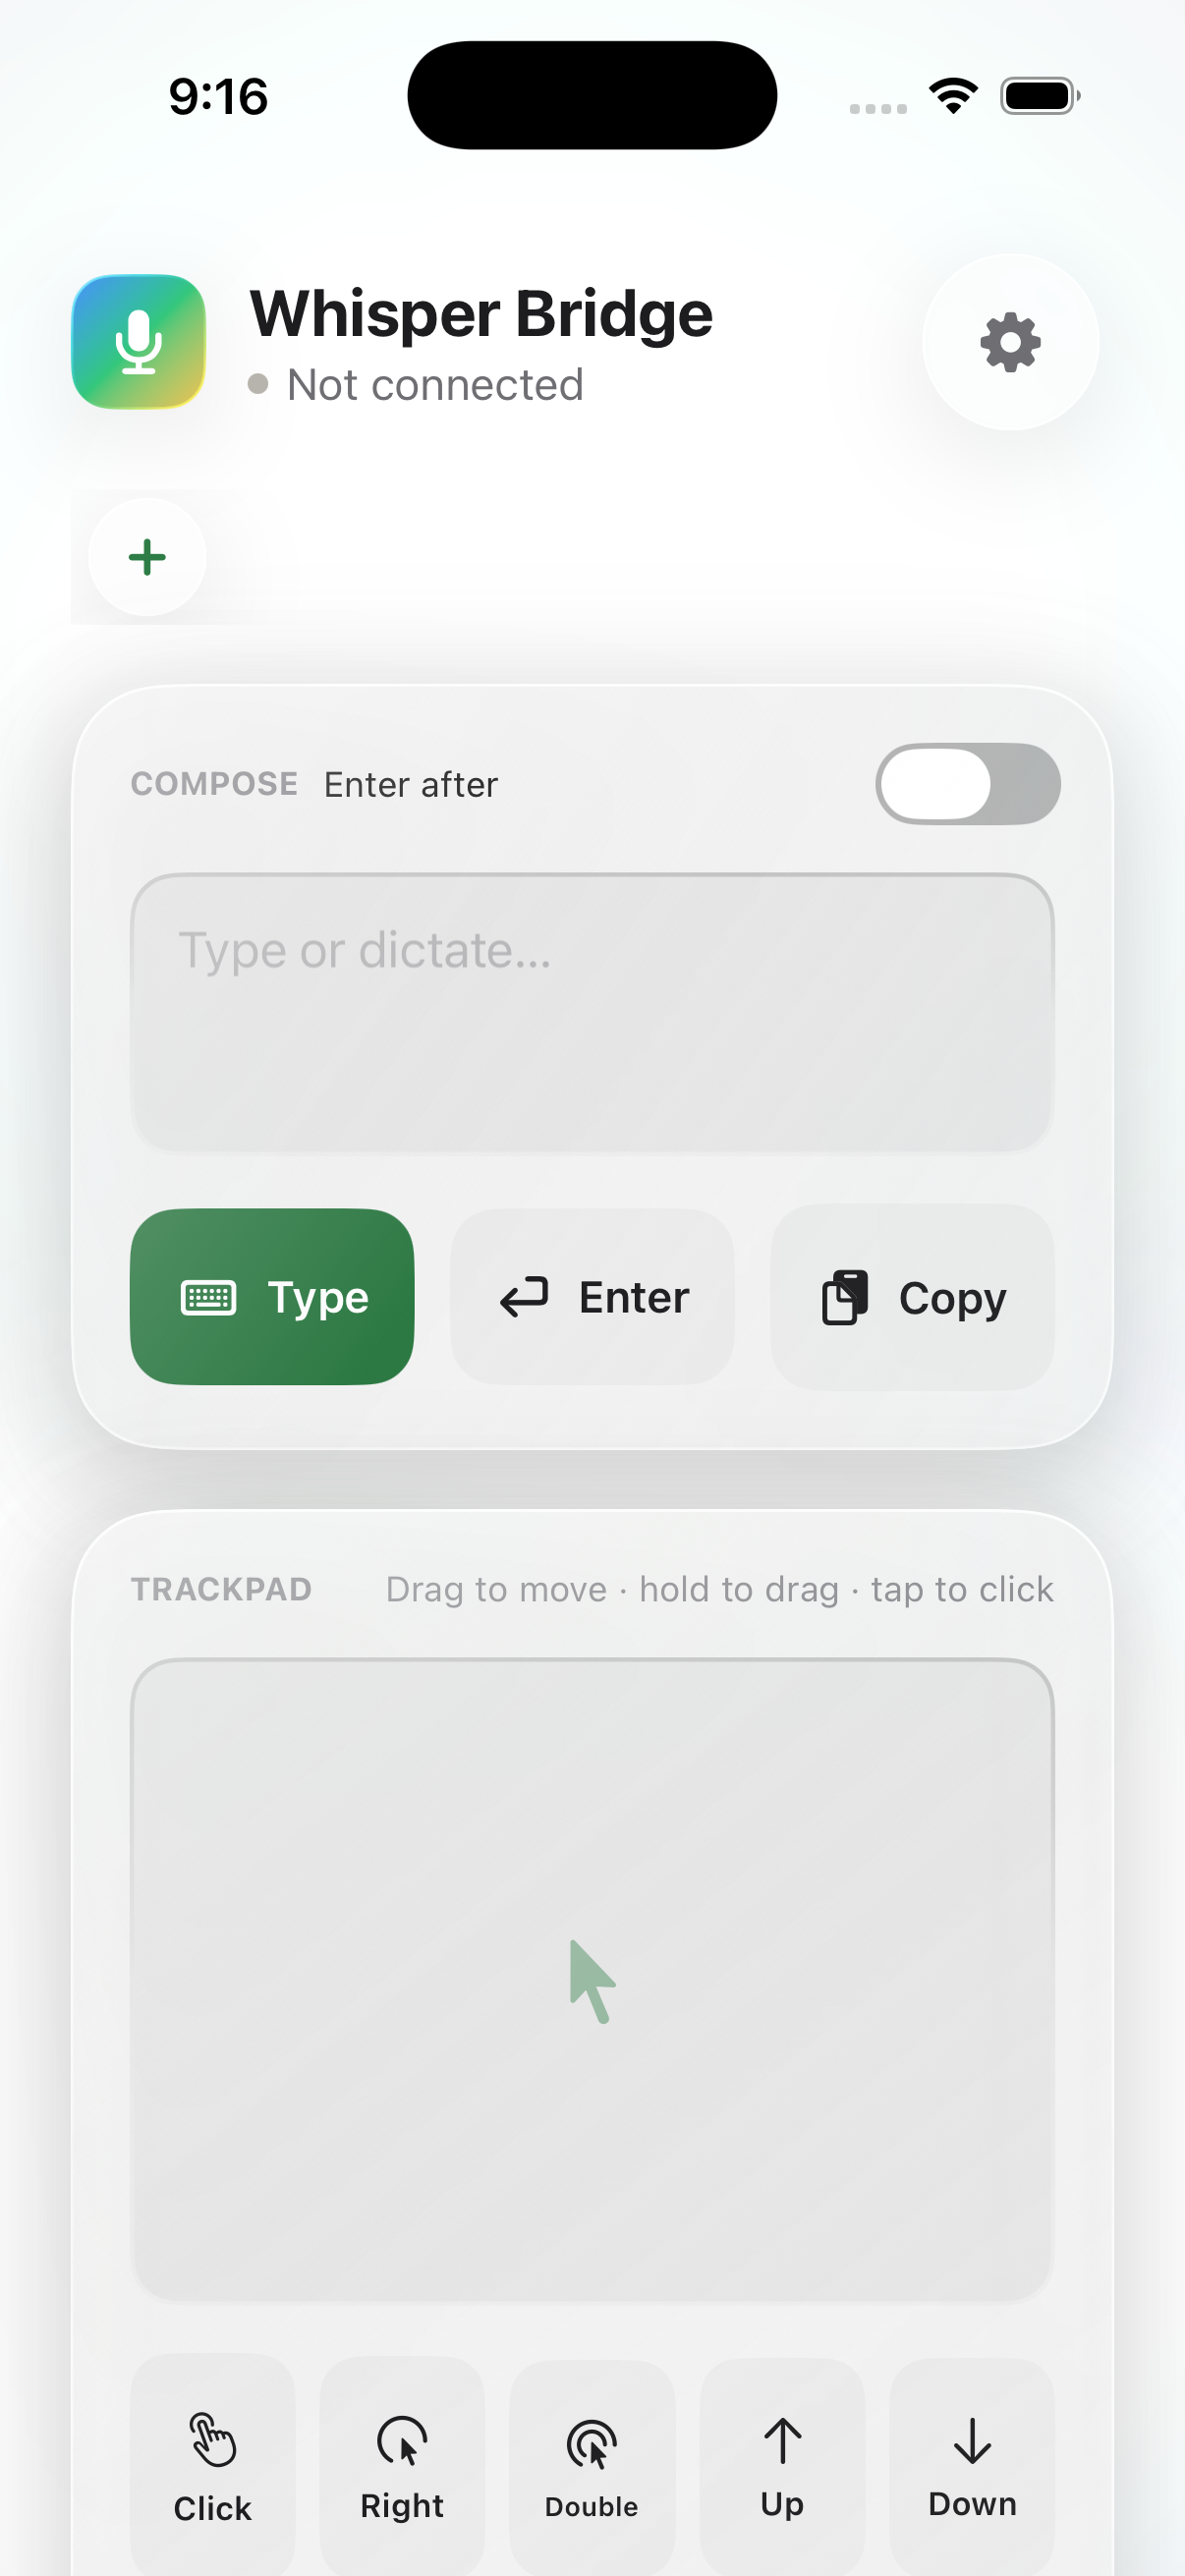 9:16
Whisper Bridge
Not connected
COMPOSE Enter after
Type or dictate...
Type Enter Copy
TRACKPAD Drag to move · hold to drag · tap to click
Click Right Double Up Down